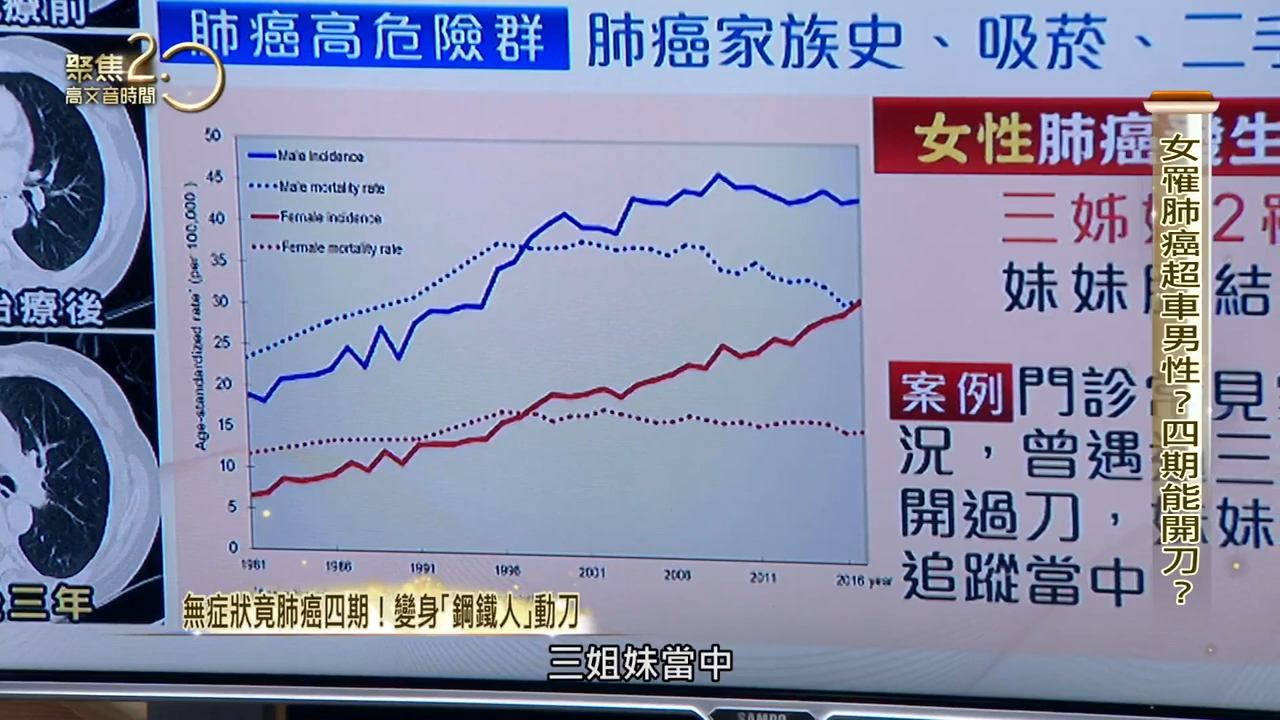 療前
肺癌高危險群
肺癌家族史、吸菸、二手
聚焦2.0
高文音時間
治療後
三年
50
45
40
35
30
25
20
15
10
5
0
Age-standardized rate* (per 100,000)
Male incidence
Male mortality rate
Female incidence
Female mortality rate
1981
1986
1991
1996
2001
2006
2011
2016 year
女性肺癌發生
三姊妹2
妹妹
結
案例
門診
見
況，曾遇
三
開過刀，
妹
追蹤當中
女罹肺癌超車男性？四期能開刀？
無症狀竟肺癌四期！變身「鋼鐵人」動刀
三姐妹當中
SAMPO